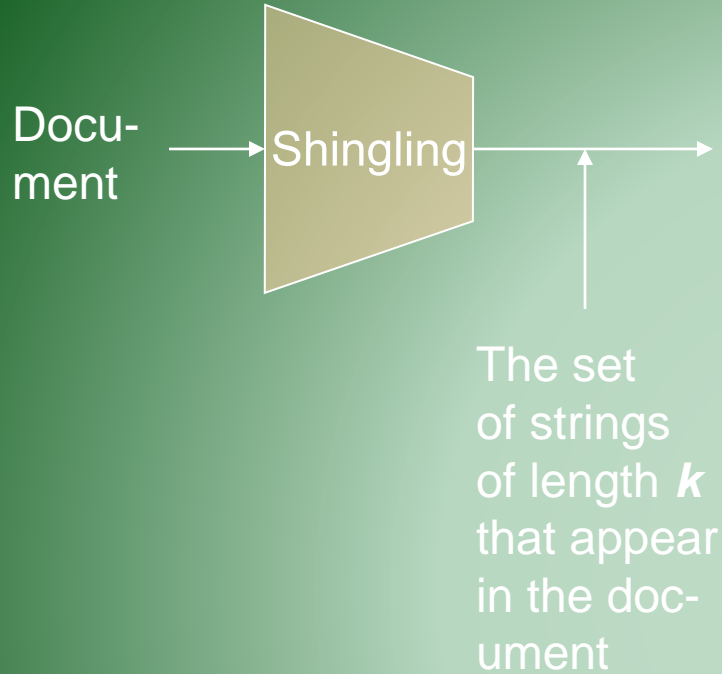 Docu-
ment
Shingling
The set
of strings
of length k
that appear
in the doc-
ument